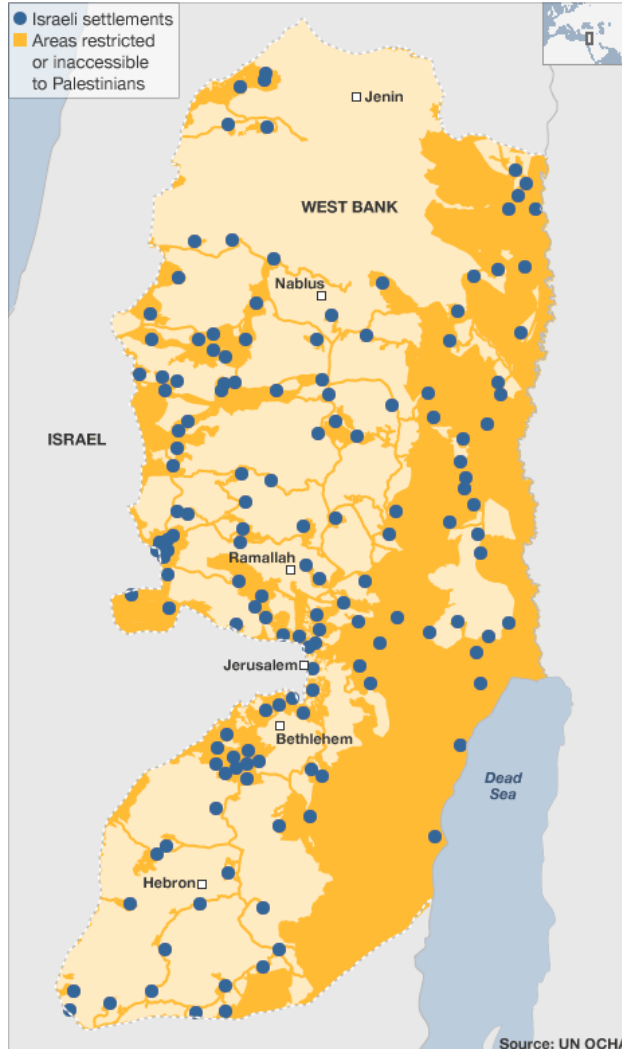 Israeli settlements
Areas restricted
or inaccessible
to Palestinians
Jenin
WEST BANK
Nablus
ISRAEL
Ramallah
Jerusalem
Bethlehem
Dead
Sea
Hebron
Source: UN OCHA